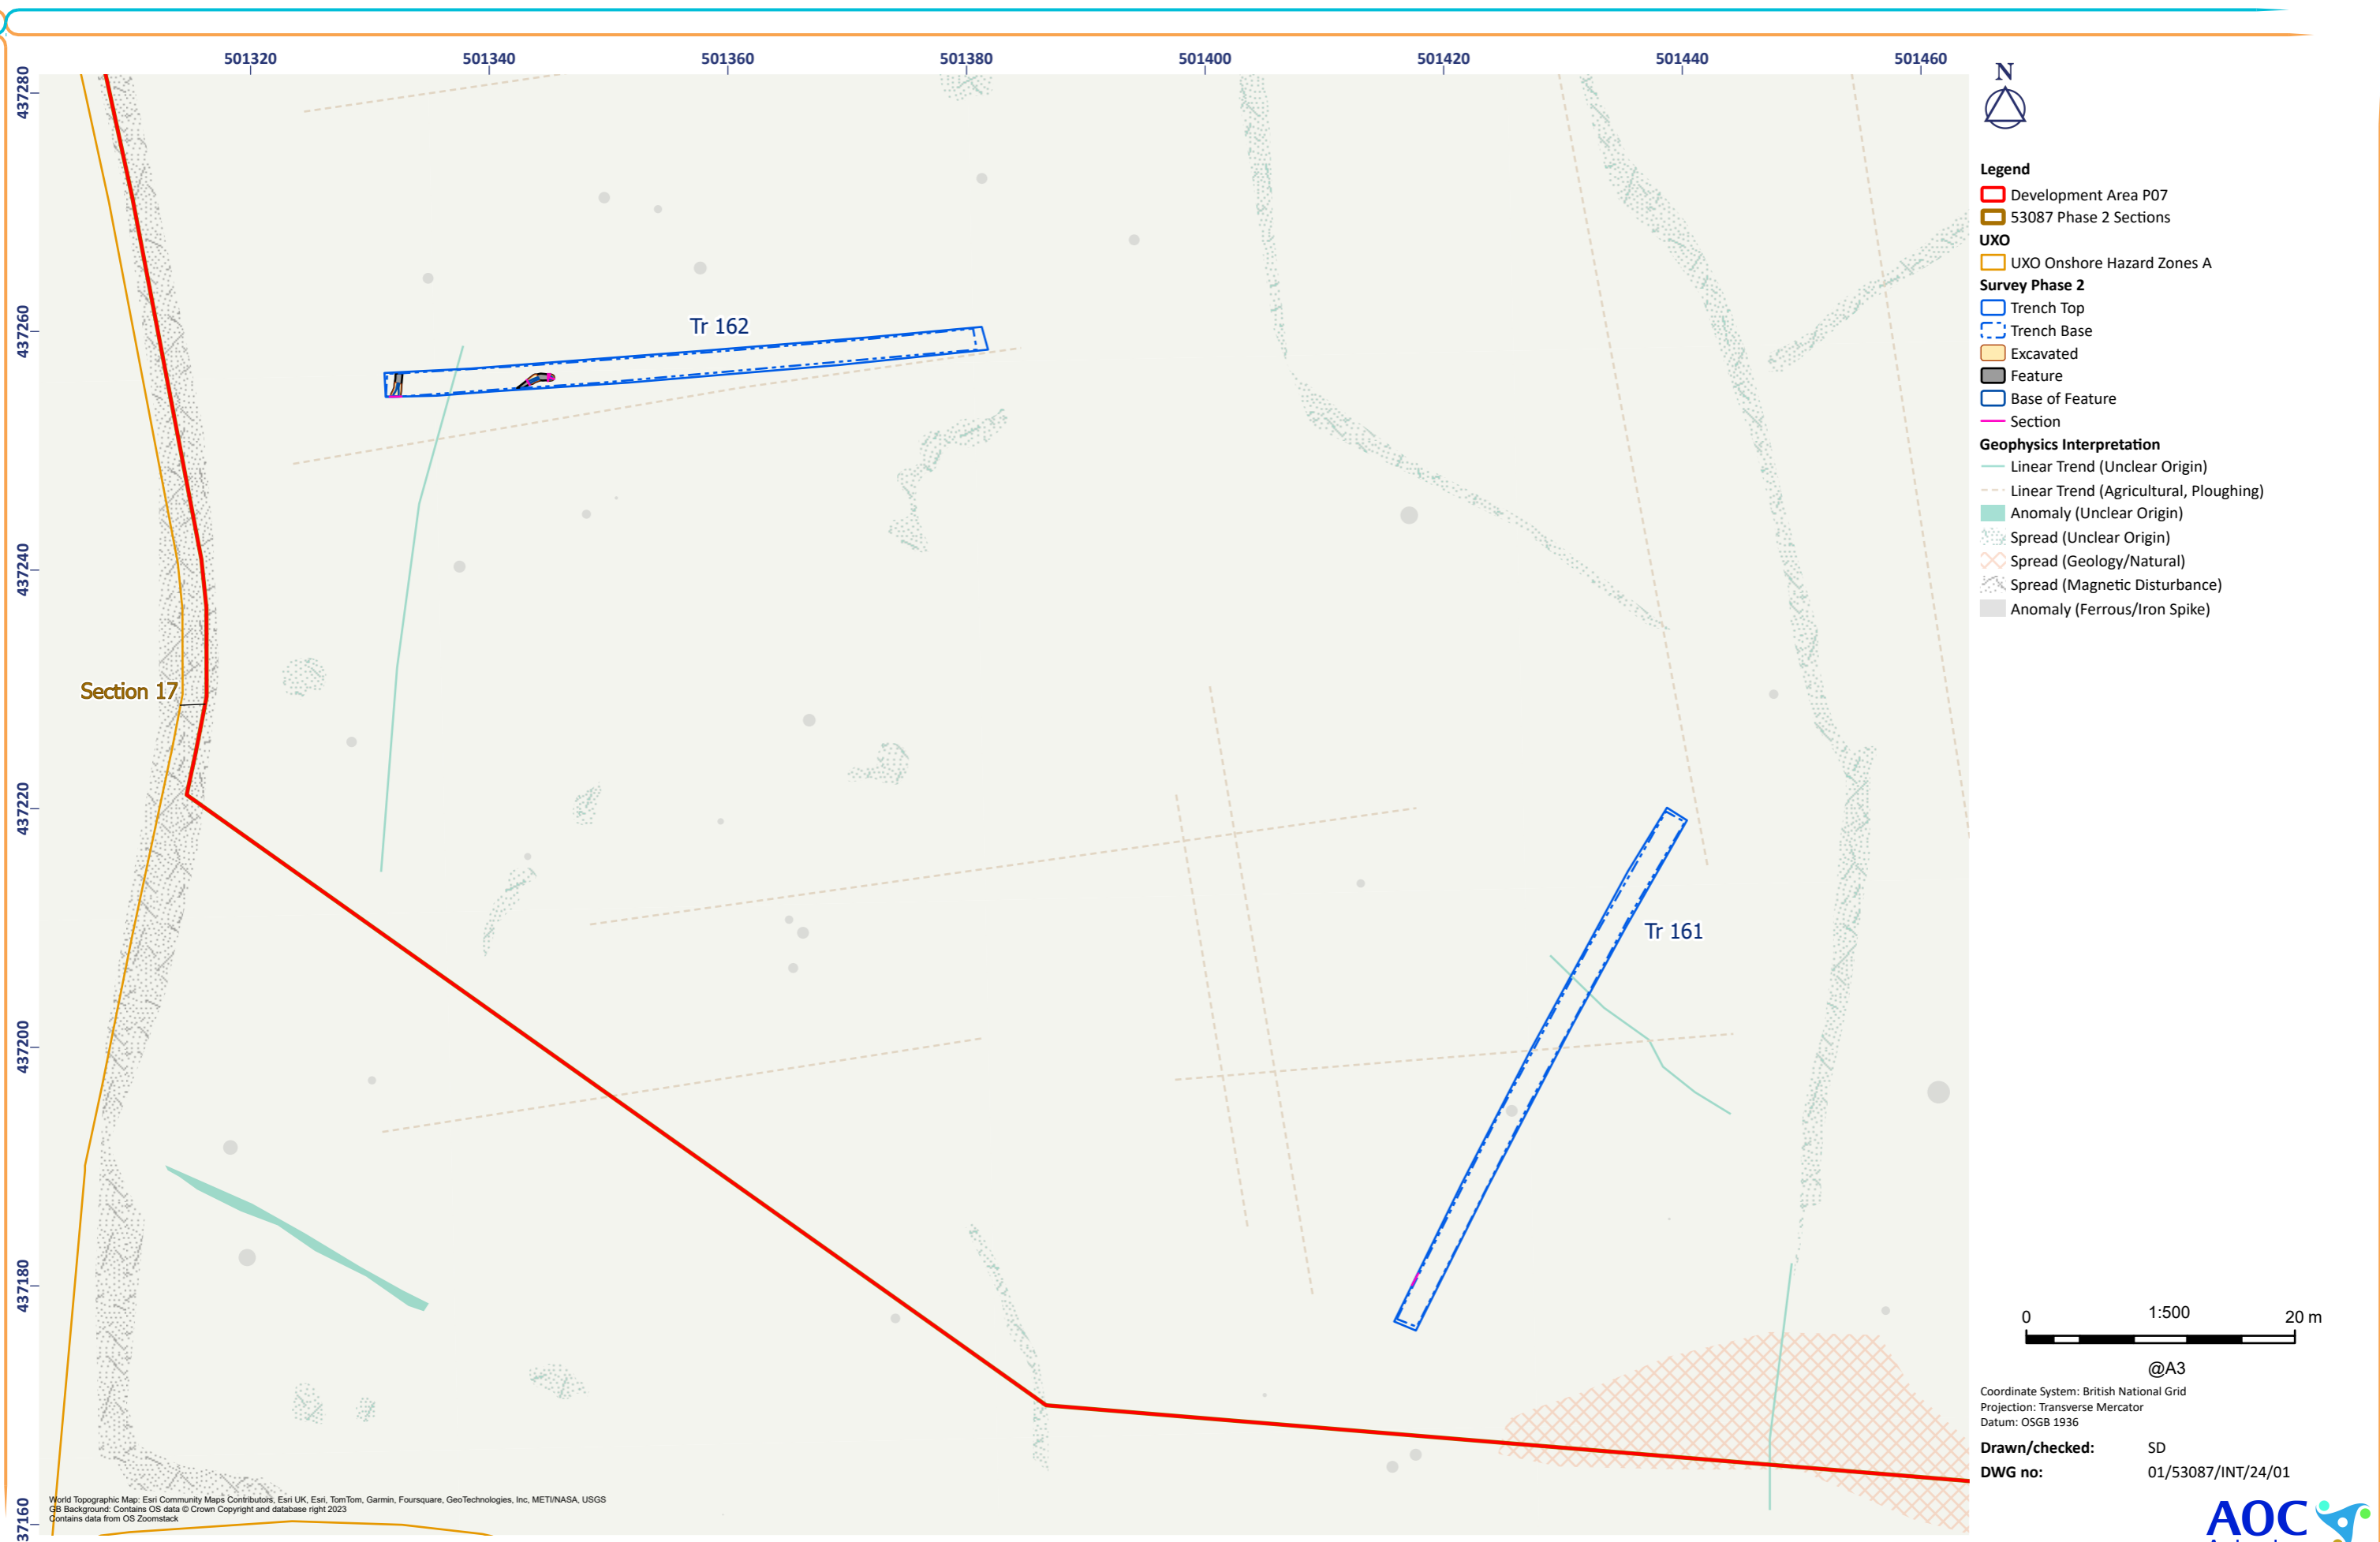 501320 501340 501360 501380 501400 501420 501440 501460
437280
437260
437240
437220
437200
437180
37160
Tr 162
Section 17
Tr 161
N
Legend
Development Area P07
53087 Phase 2 Sections
UXO
UXO Onshore Hazard Zones A
Survey Phase 2
Trench Top
Trench Base
Excavated
Feature
Base of Feature
Section
Geophysics Interpretation
Linear Trend (Unclear Origin)
Linear Trend (Agricultural, Ploughing)
Anomaly (Unclear Origin)
Spread (Unclear Origin)
Spread (Geology/Natural)
Spread (Magnetic Disturbance)
Anomaly (Ferrous/Iron Spike)
0 1:500 20 m
@A3
Coordinate System: British National Grid
Projection: Transverse Mercator
Datum: OSGB 1936
Drawn/checked: SD
DWG no: 01/53087/INT/24/01
AOC
World Topographic Map: Esri Community Maps Contributors, Esri UK, Esri, TomTom, Garmin, Foursquare, GeoTechnologies, Inc, METI/NASA, USGS
GB Background: Contains OS data © Crown Copyright and database right 2023
Contains data from OS Zoomstack